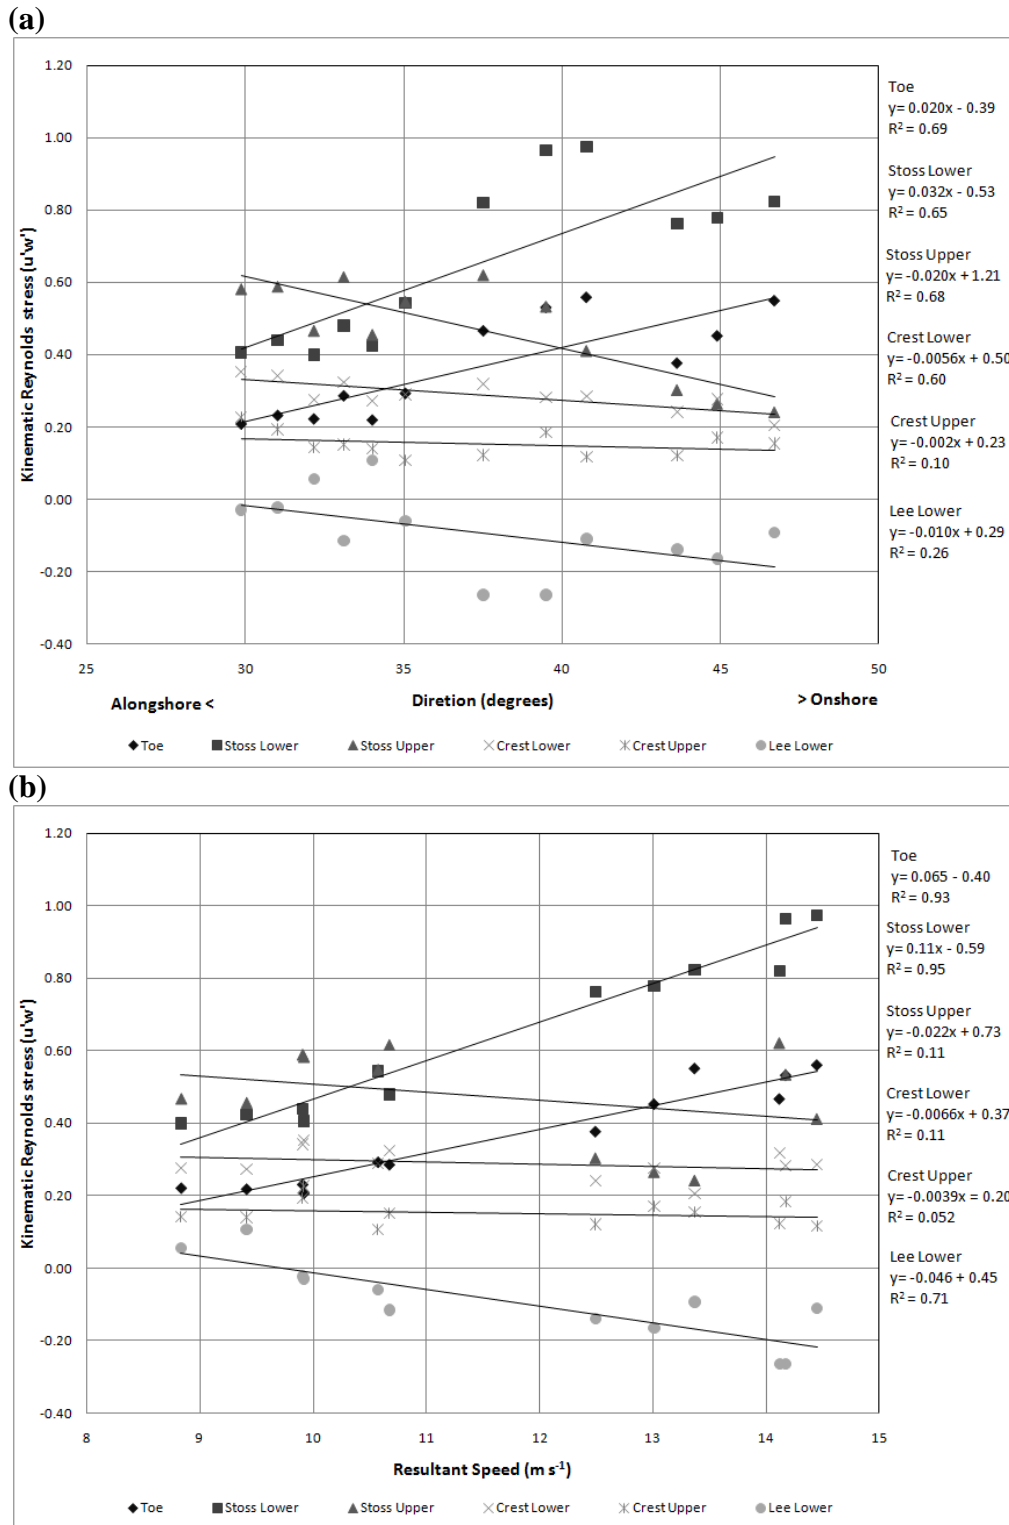 (a)
1.20
1.00
0.80
0.60
0.40
0.20
0.00
-0.20
-0.40
Kinematic Reynolds stress (u'w')
25 30 35 40 45 50
Alongshore < Diretion (degrees) > Onshore
Toe
y= 0.020x - 0.39
R² = 0.69
Stoss Lower
y= 0.032x - 0.53
R² = 0.65
Stoss Upper
y= -0.020x + 1.21
R² = 0.68
Crest Lower
y= -0.0056x + 0.50
R² = 0.60
Crest Upper
y= -0.002x + 0.23
R² = 0.10
Lee Lower
y= -0.010x + 0.29
R² = 0.26
Toe Stoss Lower Stoss Upper Crest Lower Crest Upper Lee Lower
(b)
1.20
1.00
0.80
0.60
0.40
0.20
0.00
-0.20
-0.40
Kinematic Reynolds stress (u'w')
8 9 10 11 12 13 14 15
Resultant Speed (m s⁻¹)
Toe
y= 0.065 - 0.40
R² = 0.93
Stoss Lower
y= 0.11x - 0.59
R² = 0.95
Stoss Upper
y= -0.022x + 0.73
R² = 0.11
Crest Lower
y= -0.0066x + 0.37
R² = 0.11
Crest Upper
y= -0.0039x = 0.20
R² = 0.052
Lee Lower
y= -0.046 + 0.45
R² = 0.71
Toe Stoss Lower Stoss Upper Crest Lower Crest Upper Lee Lower